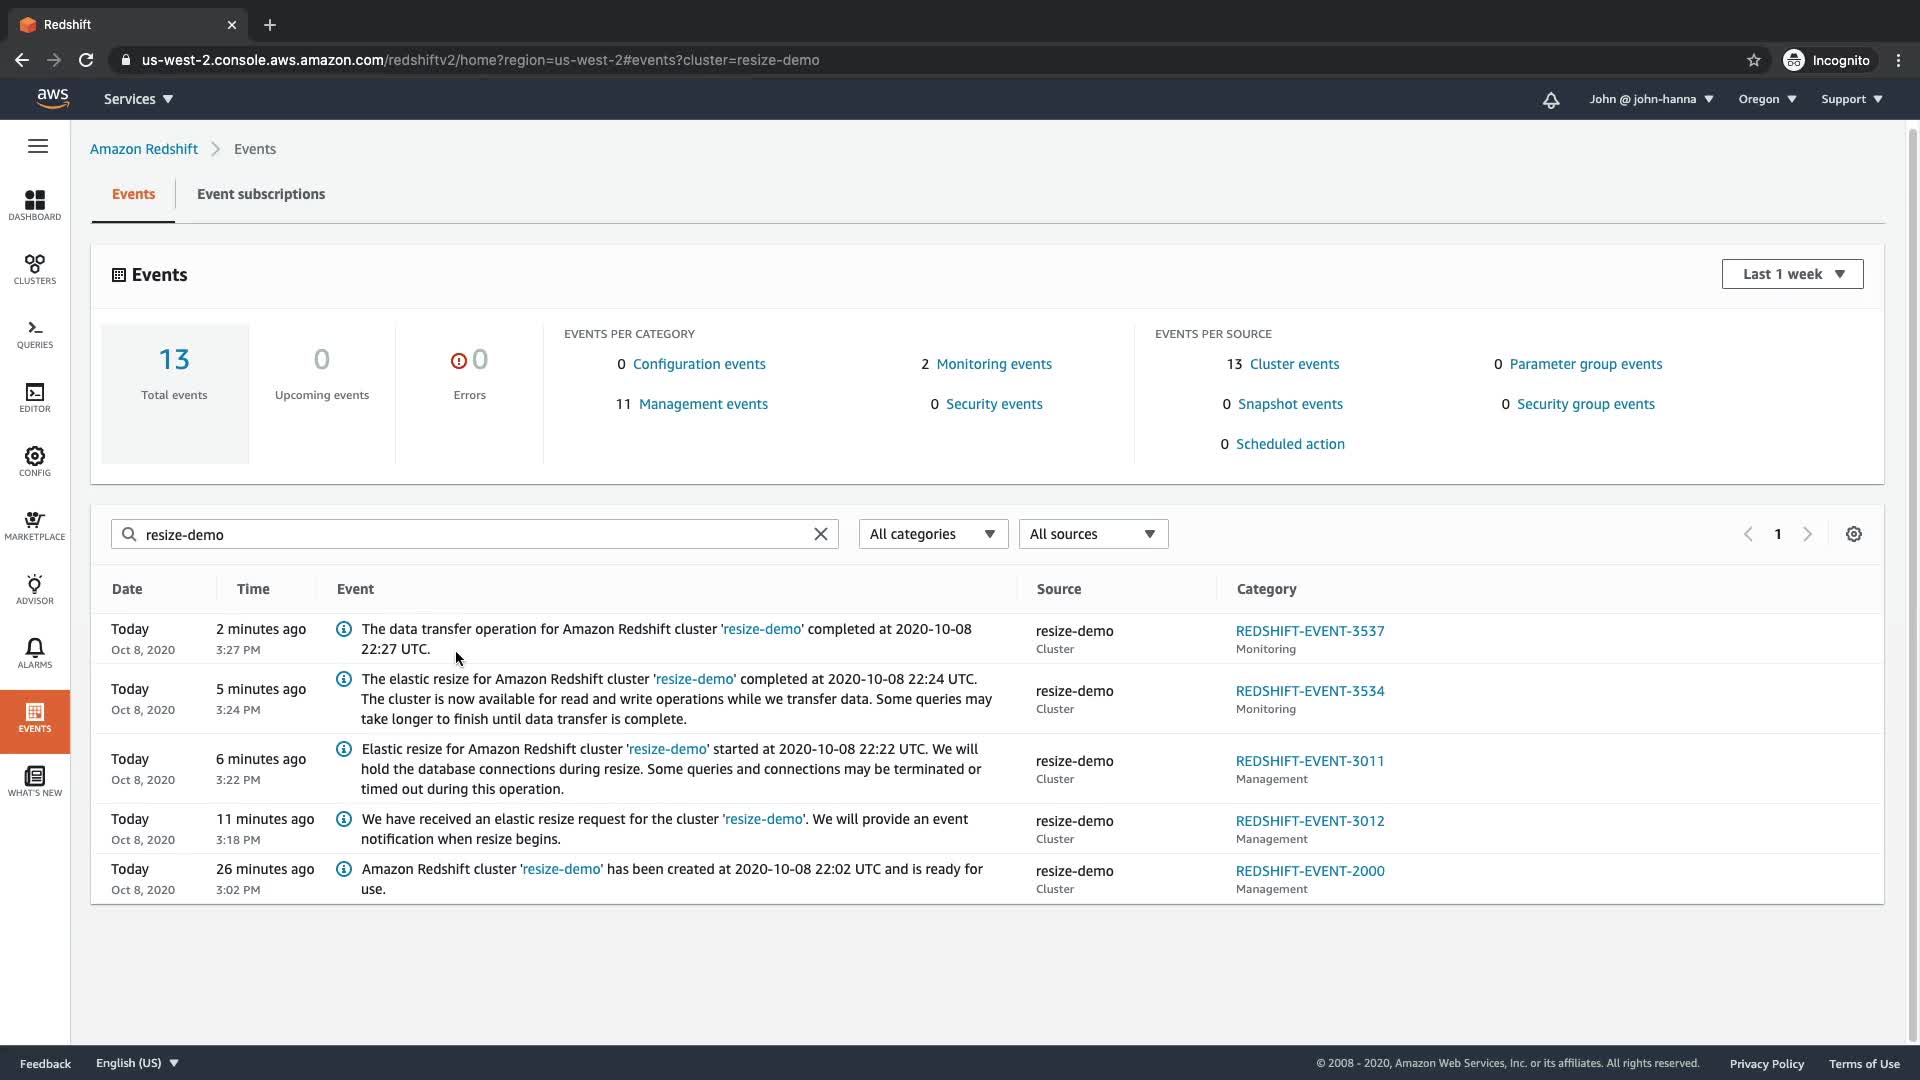 Redshift
us-west-2.console.aws.amazon.com/redshiftv2/home?region=us-west-2#events?cluster=resize-demo
Incognito
aws
Services
John @ john-hanna
Oregon
Support
Amazon Redshift
Events
Events
Event subscriptions
DASHBOARD
CLUSTERS
QUERIES
EDITOR
CONFIG
MARKETPLACE
ADVISOR
ALARMS
EVENTS
WHAT'S NEW
Events
Last 1 week
13
Total events
0
Upcoming events
0
Errors
EVENTS PER CATEGORY
0 Configuration events
2 Monitoring events
11 Management events
0 Security events
EVENTS PER SOURCE
13 Cluster events
0 Parameter group events
0 Snapshot events
0 Security group events
0 Scheduled action
resize-demo
All categories
All sources
1
Date
Time
Event
Source
Category
Today
Oct 8, 2020
2 minutes ago
3:27 PM
The data transfer operation for Amazon Redshift cluster 'resize-demo' completed at 2020-10-08
22:27 UTC.
resize-demo
Cluster
REDSHIFT-EVENT-3537
Monitoring
Today
Oct 8, 2020
5 minutes ago
3:24 PM
The elastic resize for Amazon Redshift cluster 'resize-demo' completed at 2020-10-08 22:24 UTC.
The cluster is now available for read and write operations while we transfer data. Some queries may
take longer to finish until data transfer is complete.
resize-demo
Cluster
REDSHIFT-EVENT-3534
Monitoring
Today
Oct 8, 2020
6 minutes ago
3:22 PM
Elastic resize for Amazon Redshift cluster 'resize-demo' started at 2020-10-08 22:22 UTC. We will
hold the database connections during resize. Some queries and connections may be terminated or
timed out during this operation.
resize-demo
Cluster
REDSHIFT-EVENT-3011
Management
Today
Oct 8, 2020
11 minutes ago
3:18 PM
We have received an elastic resize request for the cluster 'resize-demo'. We will provide an event
notification when resize begins.
resize-demo
Cluster
REDSHIFT-EVENT-3012
Management
Today
Oct 8, 2020
26 minutes ago
3:02 PM
Amazon Redshift cluster 'resize-demo' has been created at 2020-10-08 22:02 UTC and is ready for
use.
resize-demo
Cluster
REDSHIFT-EVENT-2000
Management
Feedback
English (US)
© 2008 - 2020, Amazon Web Services, Inc. or its affiliates. All rights reserved.
Privacy Policy
Terms of Use